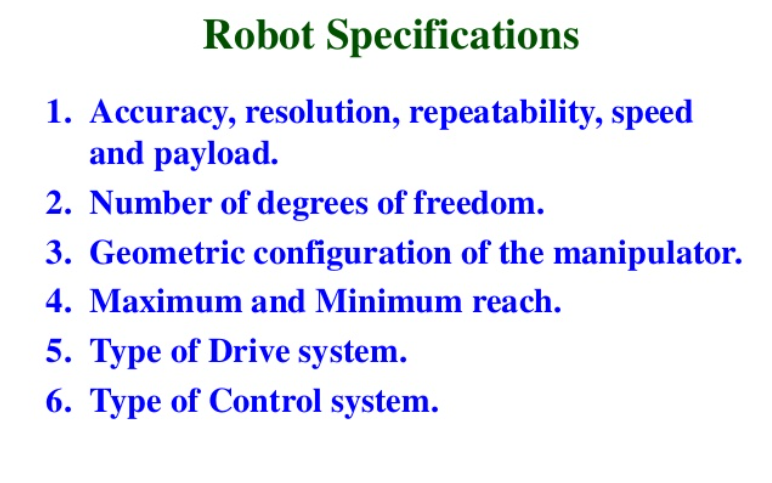 Robot Specifications
1. Accuracy, resolution, repeatability, speed
and payload.
2. Number of degrees of freedom.
3. Geometric configuration of the manipulator.
4. Maximum and Minimum reach.
5. Type of Drive system.
6. Type of Control system.